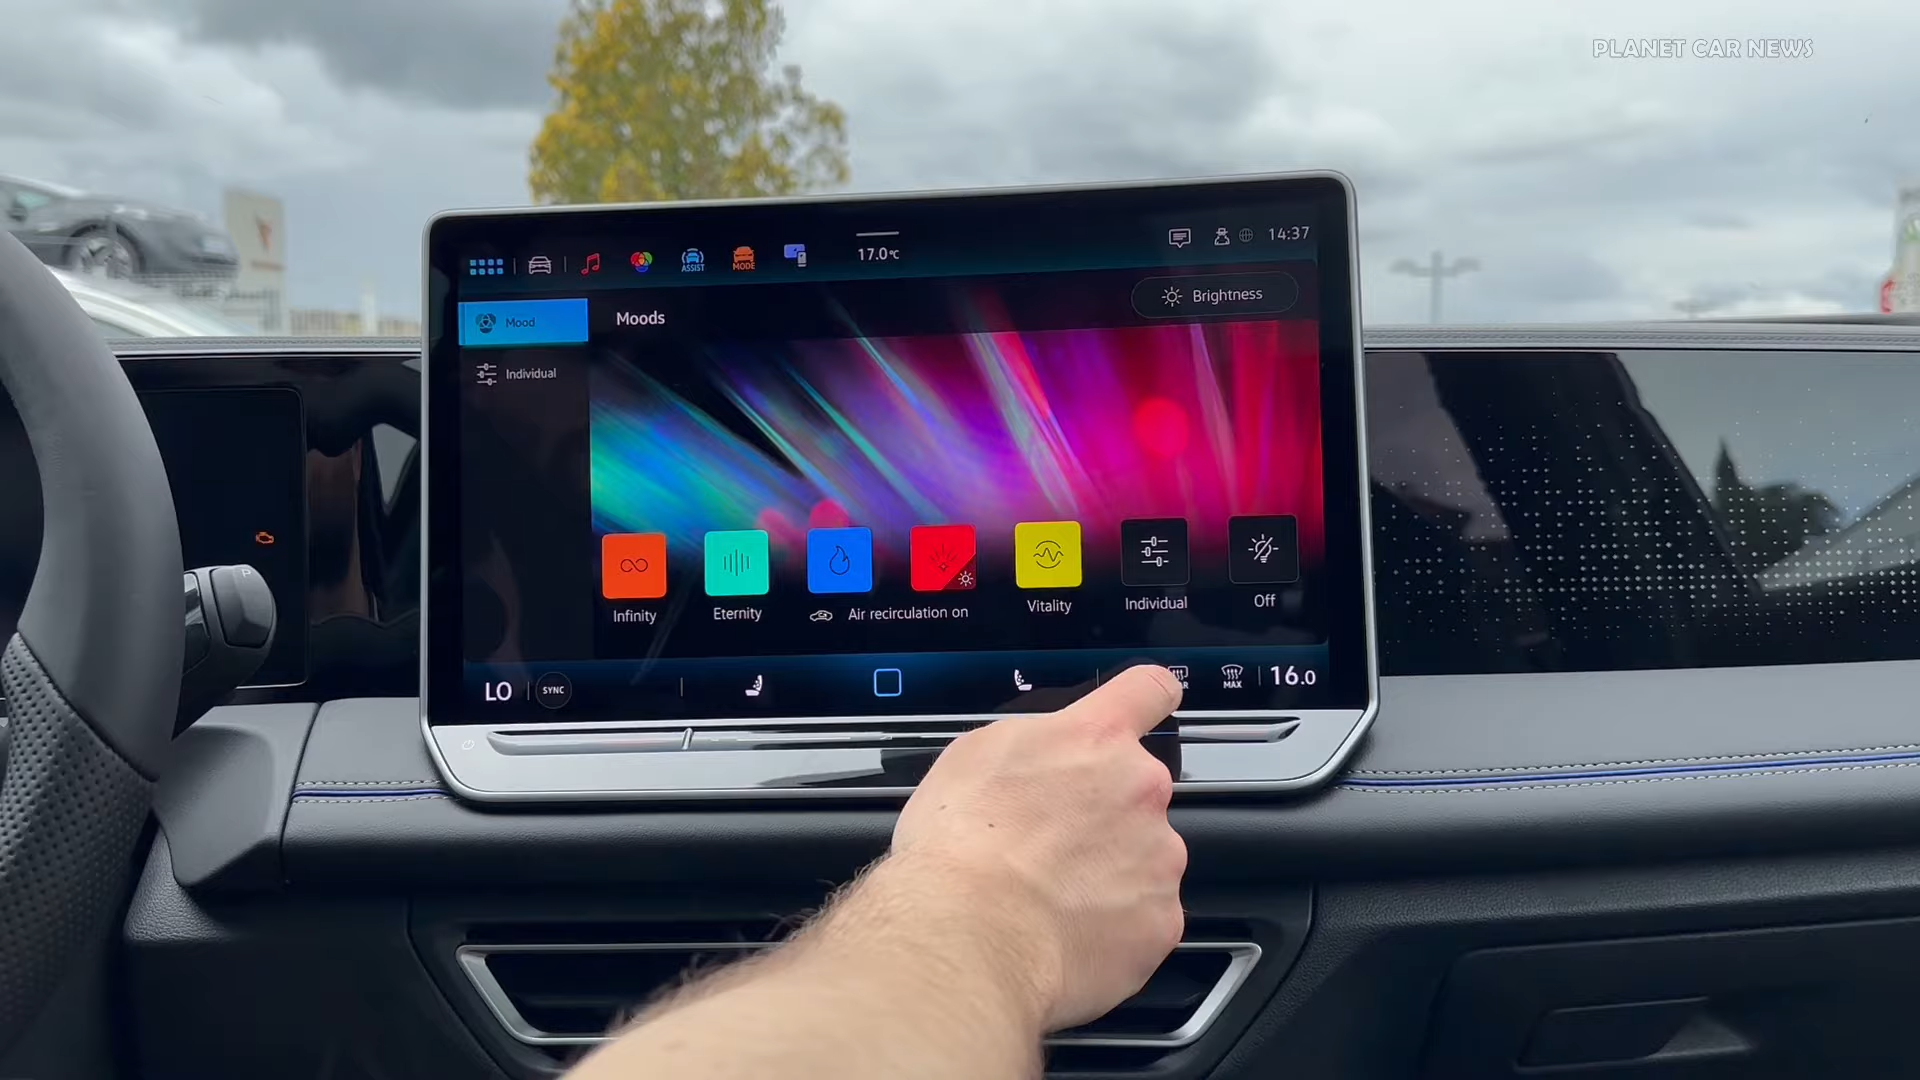 PLANET CAR NEWS
ASSIST
MODE
17.0°C
14:37
Mood
Moods
Brightness
Individual
Infinity
Eternity
Air recirculation on
Vitality
Individual
Off
LO
SYNC
MAX
16.0
P